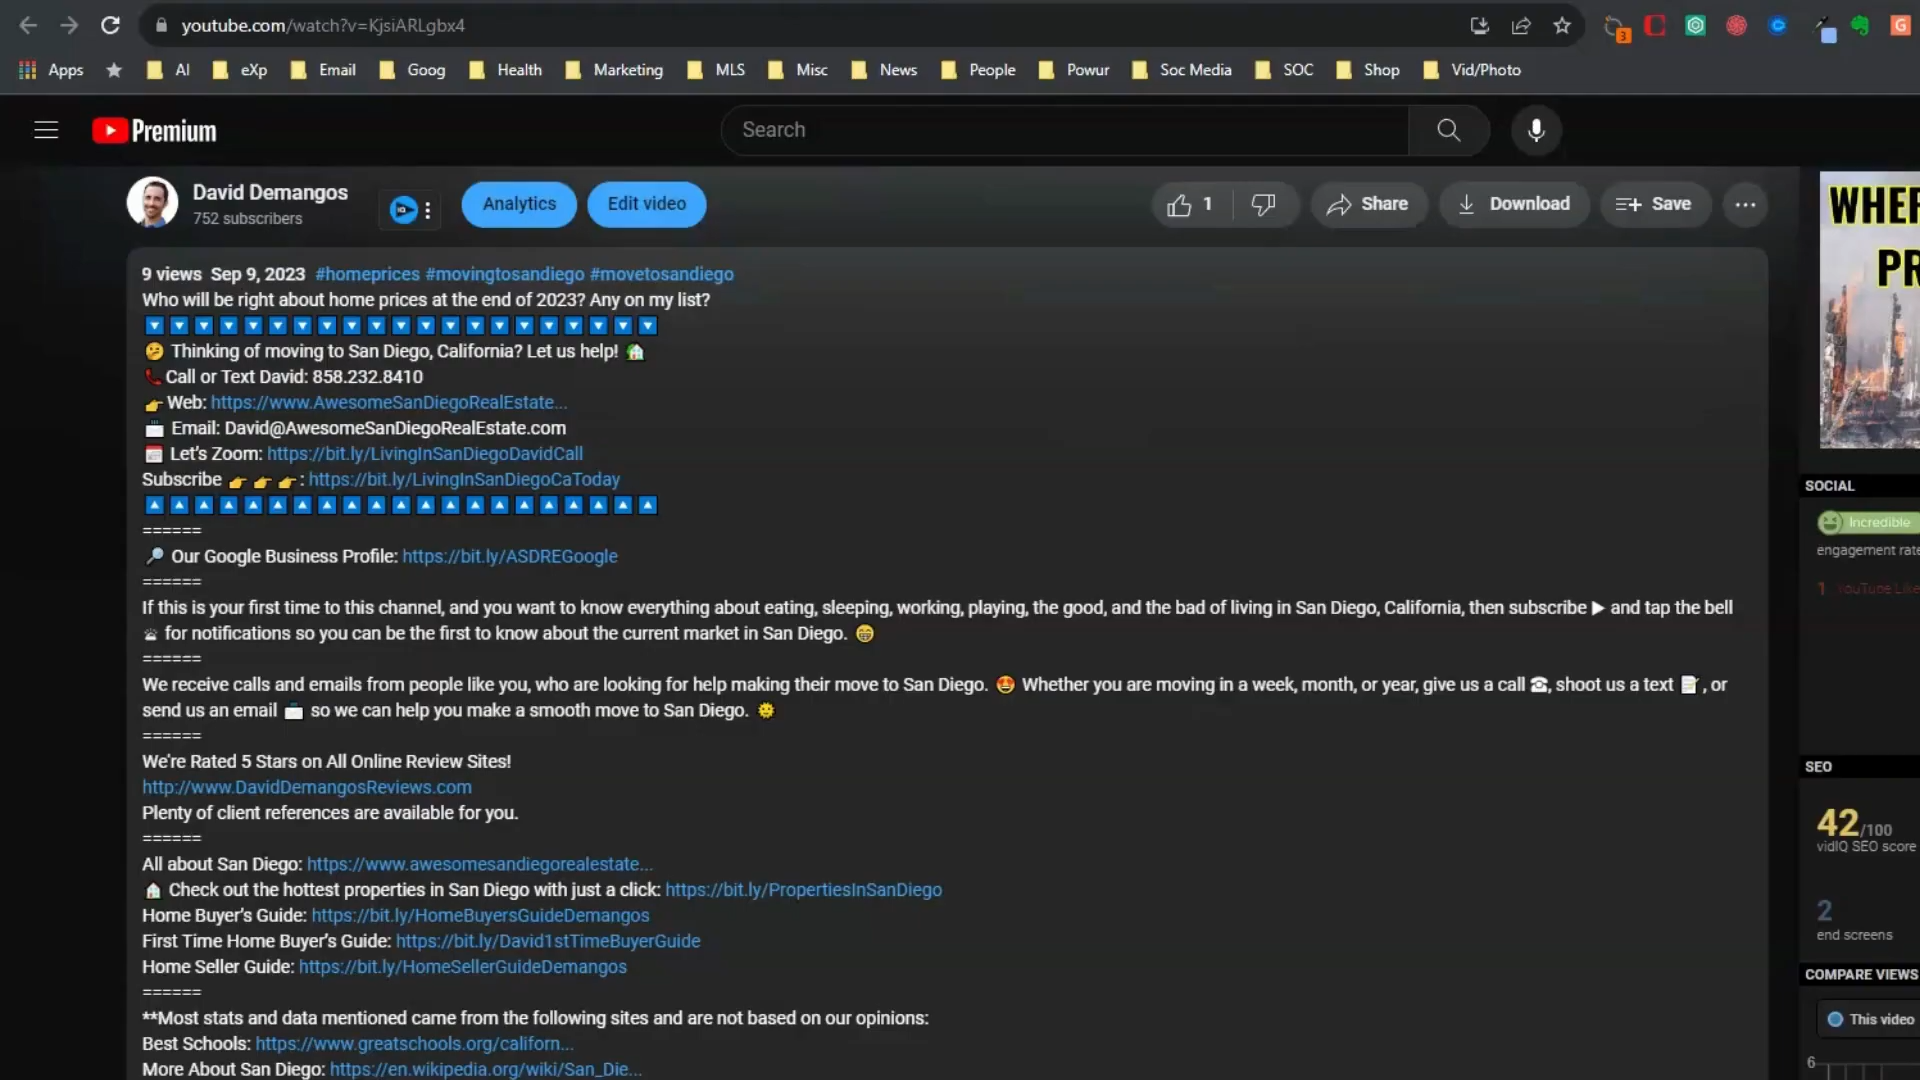 youtube.com/watch?v=KjsiARLgbx4
3
G
Apps AI eXp Email Goog Health Marketing MLS Misc News People Powur Soc Media SOC Shop Vid/Photo
Premium
Search
David Demangos
752 subscribers
Analytics
Edit video
1
Share
Download
Save
9 views Sep 9, 2023 #homeprices #movingtosandiego #movetosandiego
Who will be right about home prices at the end of 2023? Any on my list?
Thinking of moving to San Diego, California? Let us help!
Call or Text David: 858.232.8410
Web: https://www.AwesomeSanDiegoRealEstate...
Email: David@AwesomeSanDiegoRealEstate.com
Let's Zoom: https://bit.ly/LivingInSanDiegoDavidCall
Subscribe : https://bit.ly/LivingInSanDiegoCaToday
======
Our Google Business Profile: https://bit.ly/ASDREGoogle
======
If this is your first time to this channel, and you want to know everything about eating, sleeping, working, playing, the good, and the bad of living in San Diego, California, then subscribe ▶ and tap the bell
for notifications so you can be the first to know about the current market in San Diego.
======
We receive calls and emails from people like you, who are looking for help making their move to San Diego. Whether you are moving in a week, month, or year, give us a call , shoot us a text , or
send us an email so we can help you make a smooth move to San Diego.
======
We're Rated 5 Stars on All Online Review Sites!
http://www.DavidDemangosReviews.com
Plenty of client references are available for you.
======
All about San Diego: https://www.awesomesandiegorealestate...
Check out the hottest properties in San Diego with just a click: https://bit.ly/PropertiesInSanDiego
Home Buyer's Guide: https://bit.ly/HomeBuyersGuideDemangos
First Time Home Buyer's Guide: https://bit.ly/David1stTimeBuyerGuide
Home Seller Guide: https://bit.ly/HomeSellerGuideDemangos
======
**Most stats and data mentioned came from the following sites and are not based on our opinions:
Best Schools: https://www.greatschools.org/californ...
More About San Diego: https://en.wikipedia.org/wiki/San_Die...
WHER
PR
SOCIAL
Incredible
engagement rate
1 YouTube Like
SEO
42/100
vidIQ SEO score
2
end screens
COMPARE VIEWS
This video
6